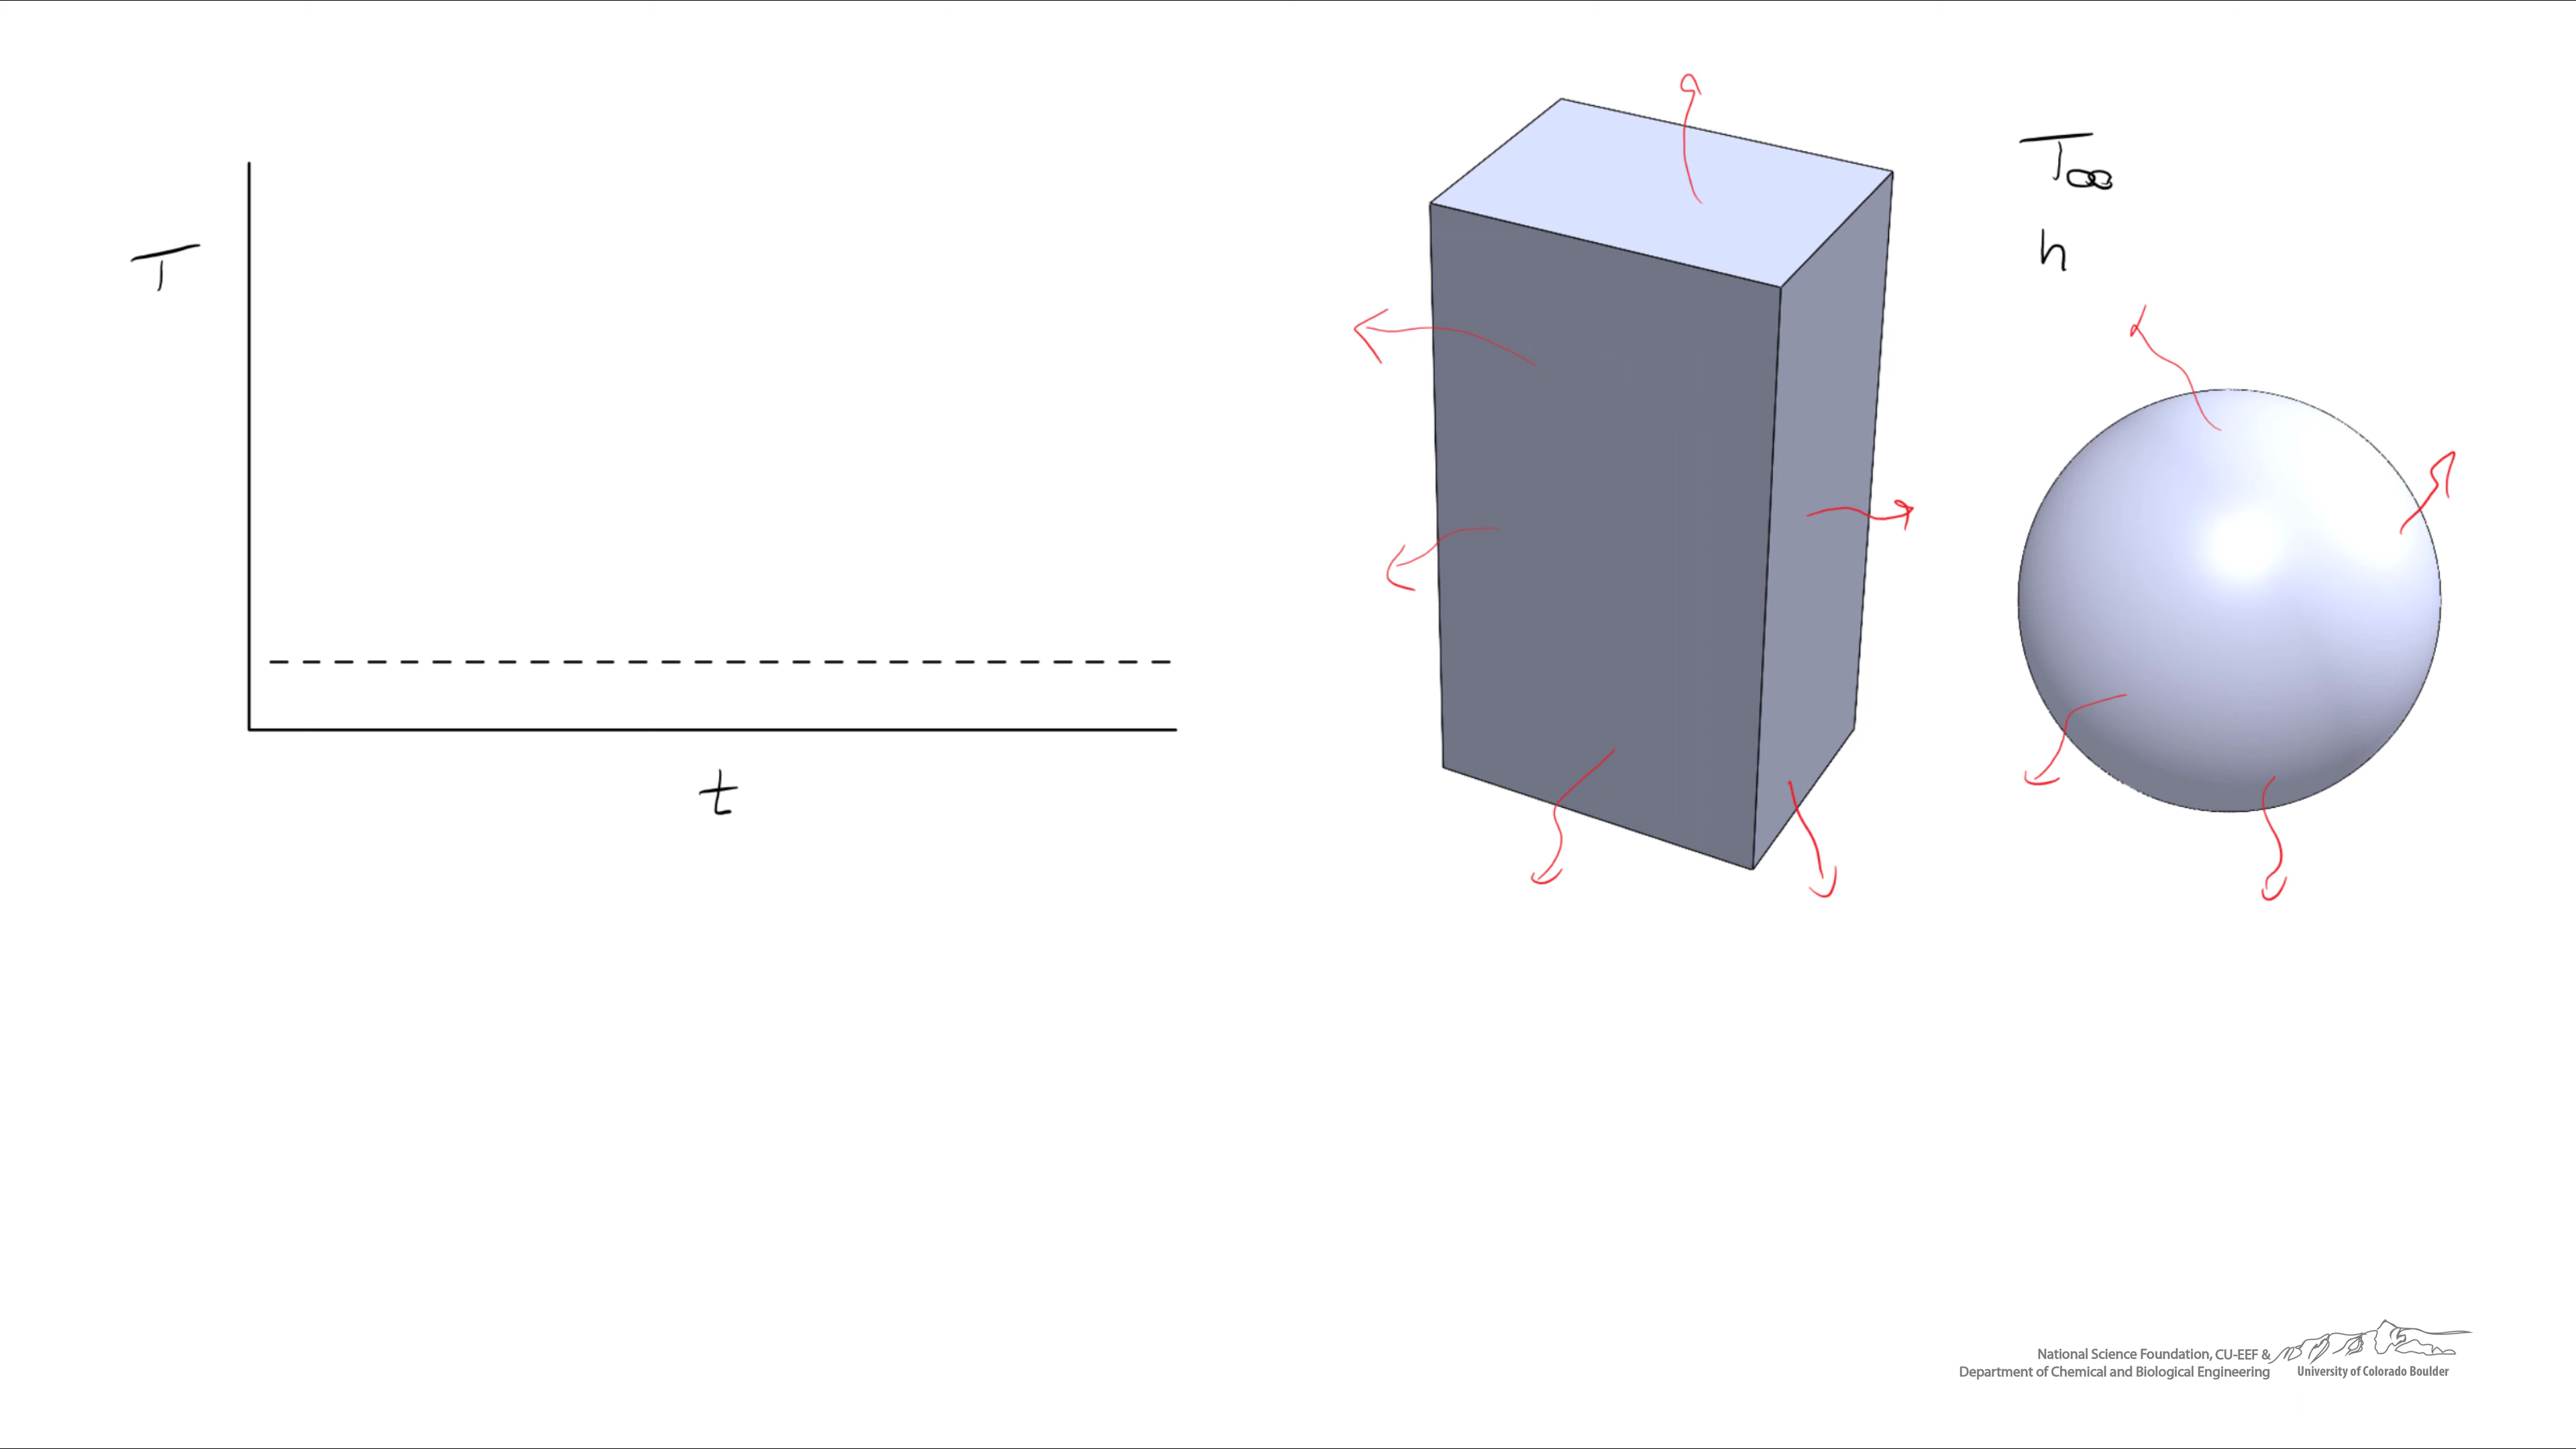 T
t
T∞
h
National Science Foundation, CU-EEF &
Department of Chemical and Biological Engineering
University of Colorado Boulder